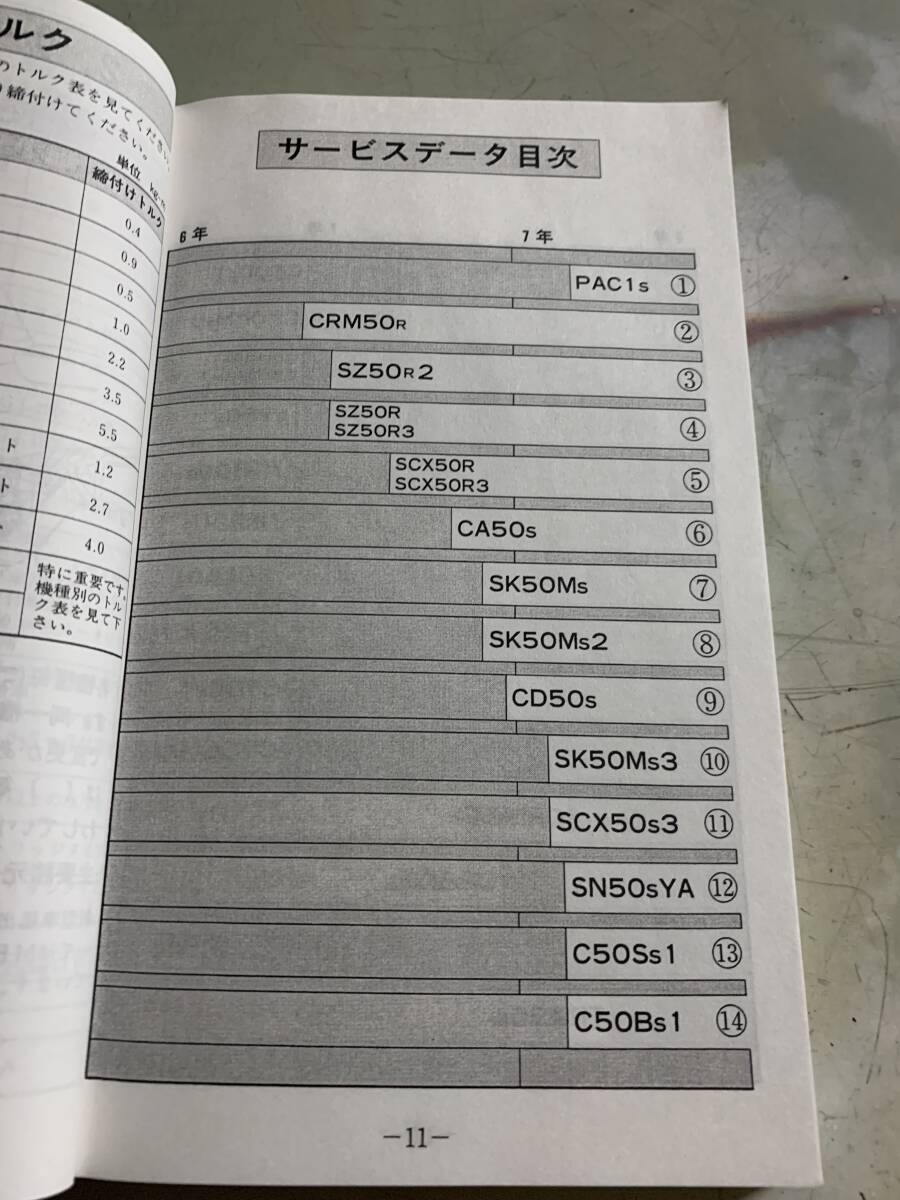 ルク
のトルク表を見てくださ
締付けてください。
単位 kg-m
締付けトルク
0.4
0.9
0.5
1.0
2.2
3.5
5.5
ト 1.2
ト 2.7
4.0
特に重要です。
機種別のトル
ク表を見て下
さい。
サービスデータ目次
6年 7年
PAC1s ①
CRM50R ②
SZ50R2 ③
SZ50R
SZ50R3 ④
SCX50R
SCX50R3 ⑤
CA50s ⑥
SK50Ms ⑦
SK50Ms2 ⑧
CD50s ⑨
SK50Ms3 ⑩
SCX50s3 ⑪
SN50sYA ⑫
C50Ss1 ⑬
C50Bs1 ⑭
-11-